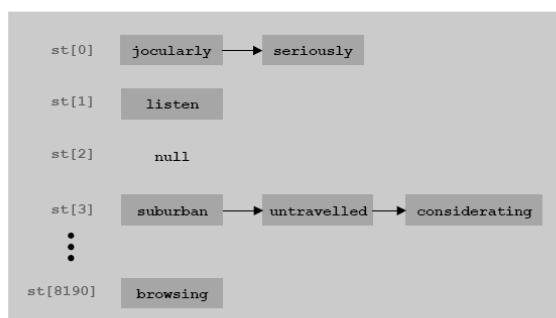 st[0] jocularly seriously
st[1] listen
st[2] null
st[3] suburban untravelled considerating
st[8190] browsing